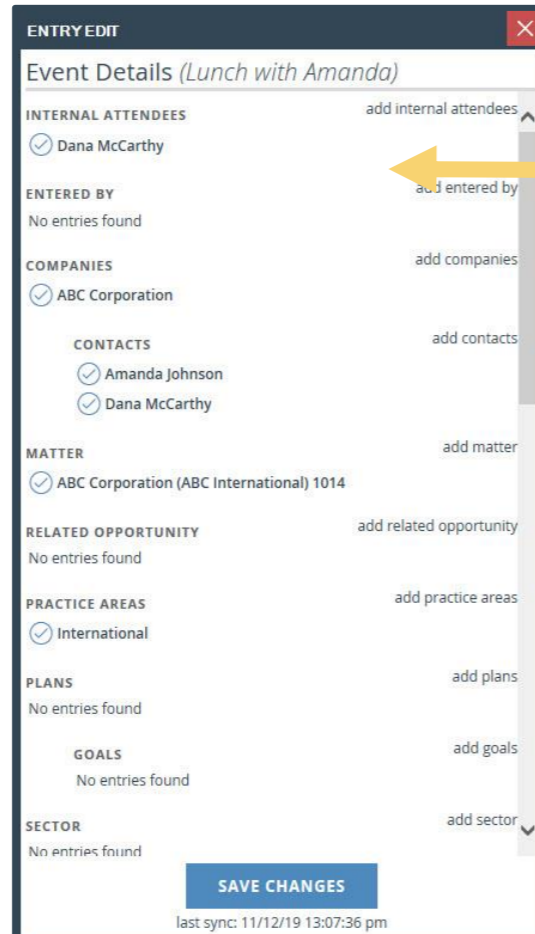 ENTRY EDIT
Event Details (Lunch with Amanda)
INTERNAL ATTENDEES add internal attendees
Dana McCarthy
ENTERED BY add entered by
No entries found
COMPANIES add companies
ABC Corporation
CONTACTS add contacts
Amanda Johnson
Dana McCarthy
MATTER add matter
ABC Corporation (ABC International) 1014
RELATED OPPORTUNITY add related opportunity
No entries found
PRACTICE AREAS add practice areas
International
PLANS add plans
No entries found
GOALS add goals
No entries found
SECTOR add sector
No entries found
SAVE CHANGES
last sync: 11/12/19 13:07:36 pm